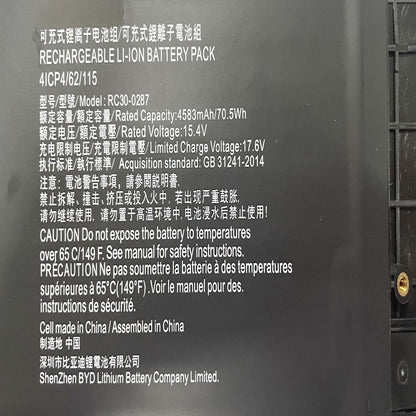 可充式锂离子电池组/可充式鋰離子電池組
RECHARGEABLE LI-ION BATTERY PACK
4ICP4/62/115
型号/型號/Model: RC30-0287
额定容量/額定容量/Rated Capacity:4583mAh/70.5Wh
额定电压/額定電壓/Rated Voltage:15.4V
充电限制电压/充電限制電壓/Limited Charge Voltage:17.6V
执行标准/執行標準/ Acquisition standard: GB 31241-2014
注意: 電池警告事項, 請參閱説明書.
禁止拆解、撞击、挤压或投入火中, 若出现严重鼓胀,
请勿继续使用. 请勿置于高温环境中.电池浸水后禁止使用!
CAUTION Do not expose the battery to temperatures
over 65 C/149 F. See manual for safety instructions.
PRÉCAUTION Ne pas soumettre la batterie à des temperatures
supérieures à 65°C(149°F) .Voir le manuel pour des.
instructions de sécurité.
Cell made in China / Assembled in China
制造地 中国
深圳市比亚迪锂電池有限公司
ShenZhen BYD Lithium Battery Company Limited.